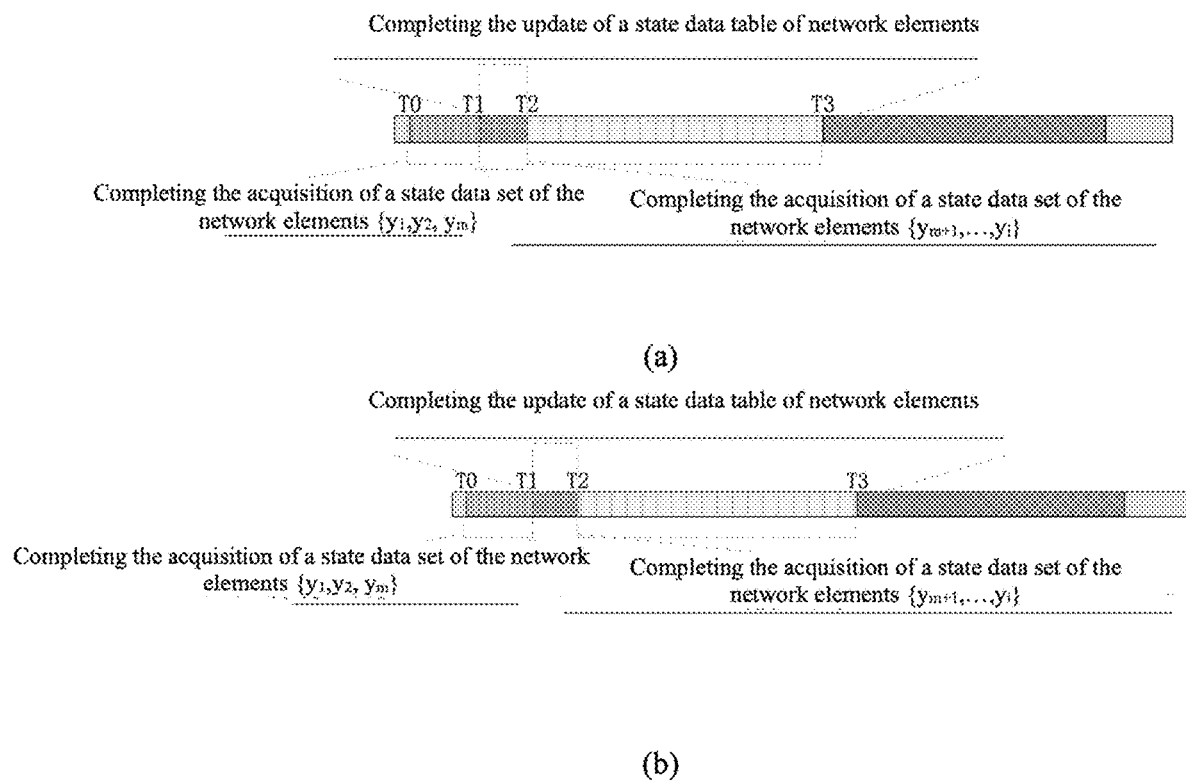 Completing the update of a state data table of network elements
T0 T1 T2 T3
Completing the acquisition of a state data set of the
network elements {y₁,y₂, yₘ}
Completing the acquisition of a state data set of the
network elements {yₘ₊₁,…,yᵢ}
(a)
Completing the update of a state data table of network elements
T0 T1 T2 T3
Completing the acquisition of a state data set of the network
elements {y₁,y₂, yₘ}
Completing the acquisition of a state data set of the
network elements {yₘ₊₁,…,yᵢ}
(b)